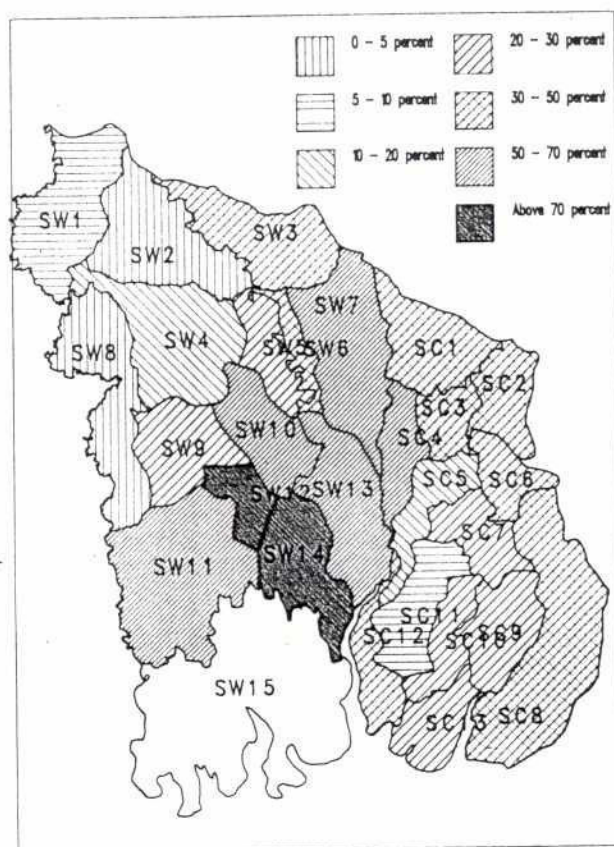 0 - 5 percent
20 - 30 percent
5 - 10 percent
30 - 50 percent
10 - 20 percent
50 - 70 percent
Above 70 percent
SW1
SW2
SW3
SW7
SW4
SW5
SW6
SW8
SC1
SC2
SC3
SC4
SW9
SW10
SC5
SC6
SW12
SW13
SC7
SW14
SW11
SC11
SC12
SC10
SC9
SW15
SC13
SC8